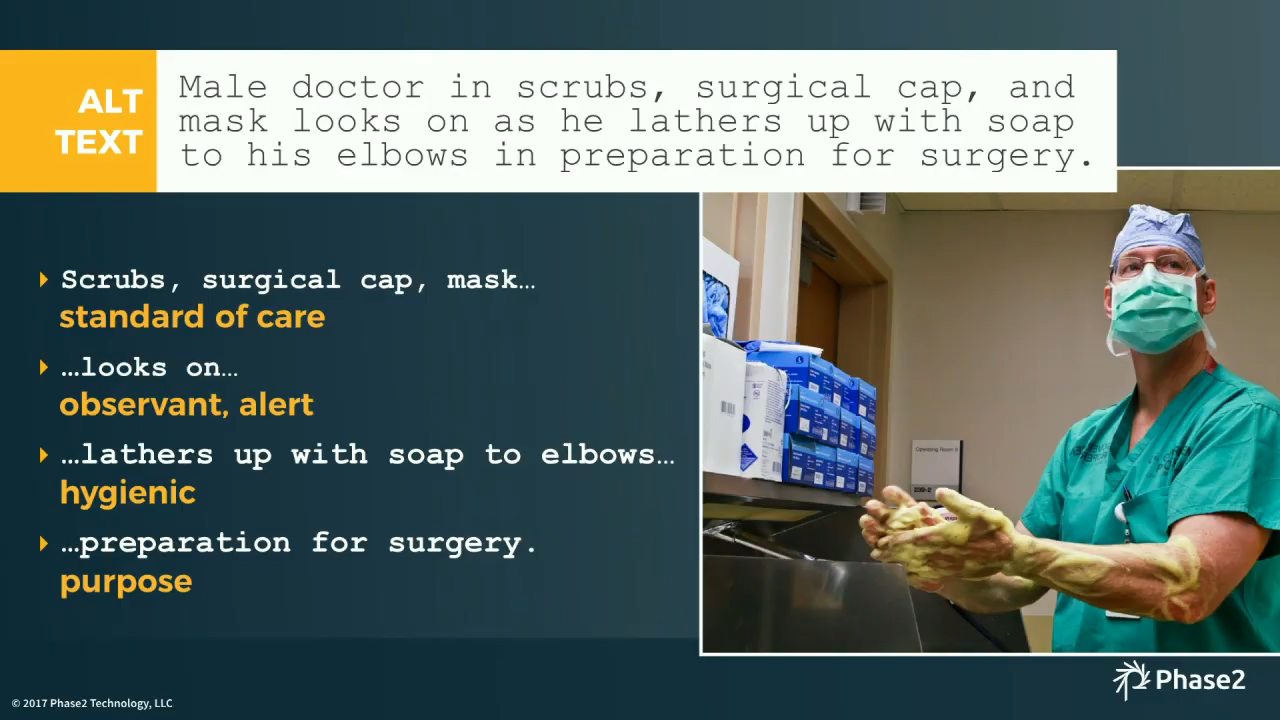 ALT
TEXT
Male doctor in scrubs, surgical cap, and
mask looks on as he lathers up with soap
to his elbows in preparation for surgery.
Scrubs, surgical cap, mask…
standard of care
…looks on…
observant, alert
…lathers up with soap to elbows…
hygienic
…preparation for surgery.
purpose
Operating Room
Phase2
© 2017 Phase2 Technology, LLC